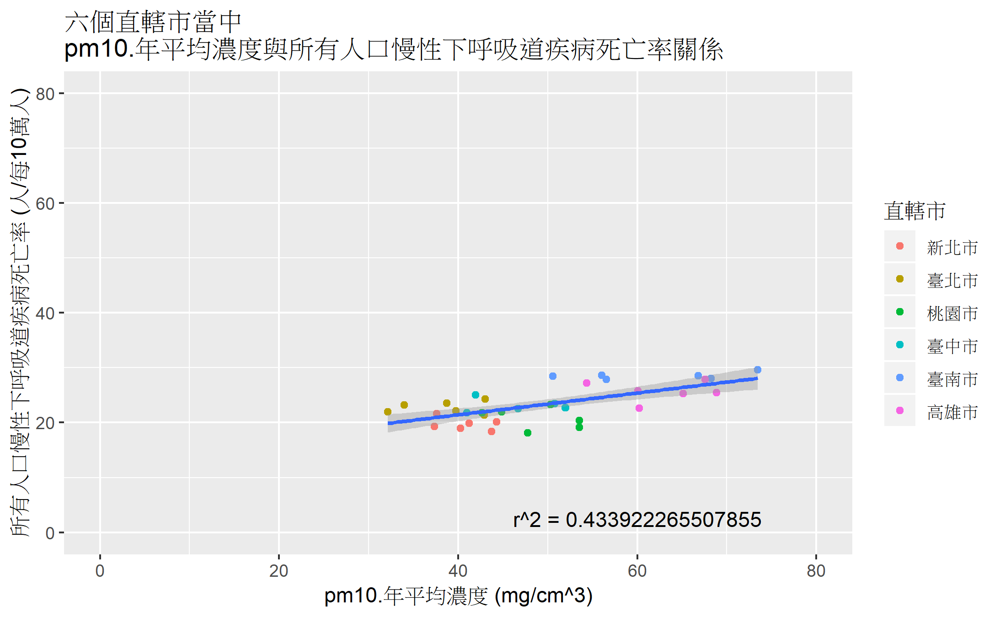 六個直轄市當中
pm10.年平均濃度與所有人口慢性下呼吸道疾病死亡率關係
所有人口慢性下呼吸道疾病死亡率 (人/每10萬人)
80
60
40
20
0
r^2 = 0.433922265507855
0
20
40
60
80
pm10.年平均濃度 (mg/cm^3)
直轄市
新北市
臺北市
桃園市
臺中市
臺南市
高雄市